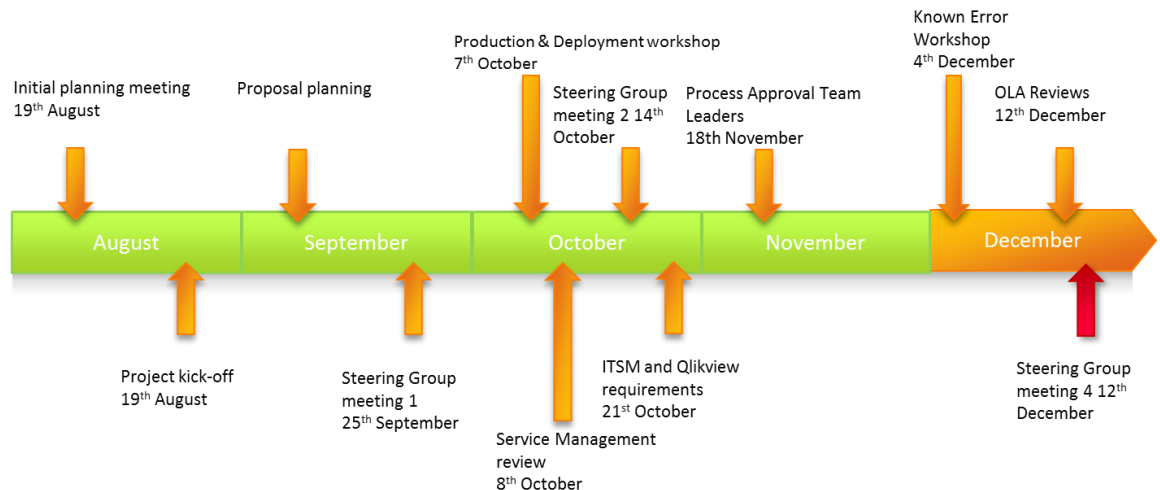 Initial planning meeting
19th August
Proposal planning
Production & Deployment workshop
7th October
Steering Group
meeting 2 14th
October
Process Approval Team
Leaders
18th November
Known Error
Workshop
4th December
OLA Reviews
12th December
August
September
October
November
December
Project kick-off
19th August
Steering Group
meeting 1
25th September
Service Management
review
8th October
ITSM and Qlikview
requirements
21st October
Steering Group
meeting 4 12th
December